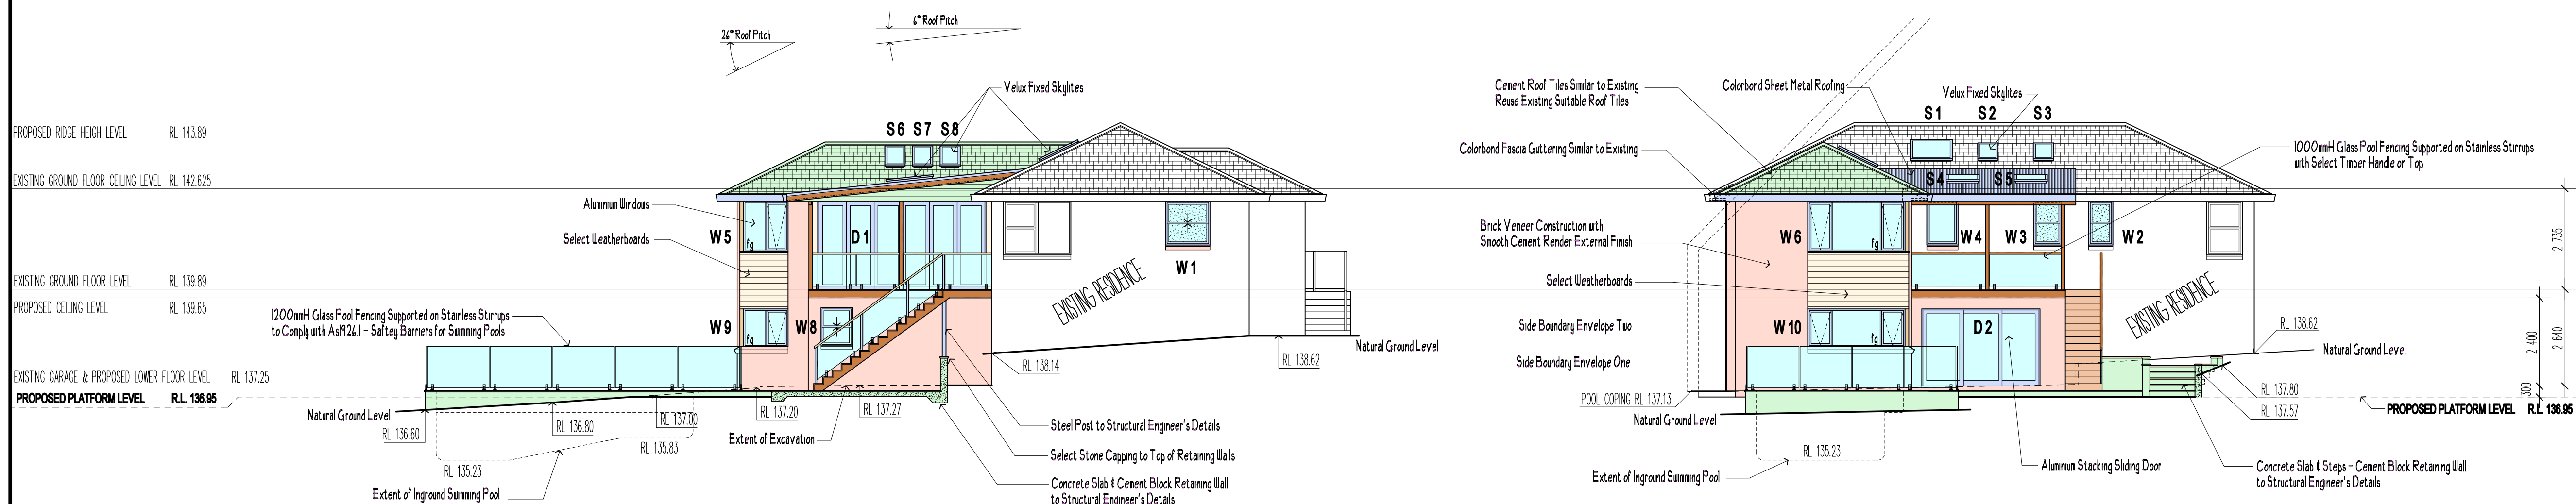 26° Roof Pitch
6° Roof Pitch
Velux Fixed Skylites
S6 S7 S8
PROPOSED RIDGE HEIGH LEVEL RL 143.89
EXISTING GROUND FLOOR CEILING LEVEL RL 142.625
Aluminium Windows
Select Weatherboards
W5
D1
W1
fg
EXISTING GROUND FLOOR LEVEL RL 139.89
PROPOSED CEILING LEVEL RL 139.65
EXISTING RESIDENCE
1200mmH Glass Pool Fencing Supported on Stainless Stirrups
to Comply with As1926.1 - Saftey Barriers for Swimming Pools
W9
W8
fg
RL 138.14
RL 138.62
Natural Ground Level
EXISTING GARAGE & PROPOSED LOWER FLOOR LEVEL RL 137.25
PROPOSED PLATFORM LEVEL R.L. 136.95
Natural Ground Level
RL 136.60
RL 136.80
RL 137.00
RL 137.20
RL 137.27
Extent of Excavation
RL 135.83
RL 135.23
Extent of Inground Swimming Pool
Steel Post to Structural Engineer's Details
Select Stone Capping to Top of Retaining Walls
Concrete Slab & Cement Block Retaining Wall
to Structural Engineer's Details
Cement Roof Tiles Similar to Existing
Reuse Existing Suitable Roof Tiles
Colorbond Sheet Metal Roofing
Velux Fixed Skylites
S1 S2 S3
Colorbond Fascia Guttering Similar to Existing
1000mmH Glass Pool Fencing Supported on Stainless Stirrups
with Select Timber Handle on Top
S4 S5
Brick Veneer Construction with
Smooth Cement Render External Finish
W6
W4
W3
W2
fg
Select Weatherboards
2 735
EXISTING RESIDENCE
Side Boundary Envelope Two
Side Boundary Envelope One
W10
D2
fg
RL 138.62
Natural Ground Level
2 400
2 640
300
POOL COPING RL 137.13
RL 137.80
RL 137.57
PROPOSED PLATFORM LEVEL R.L. 136.95
Natural Ground Level
RL 135.23
Extent of Inground Swimming Pool
Aluminium Stacking Sliding Door
Concrete Slab & Steps - Cement Block Retaining Wall
to Structural Engineer's Details